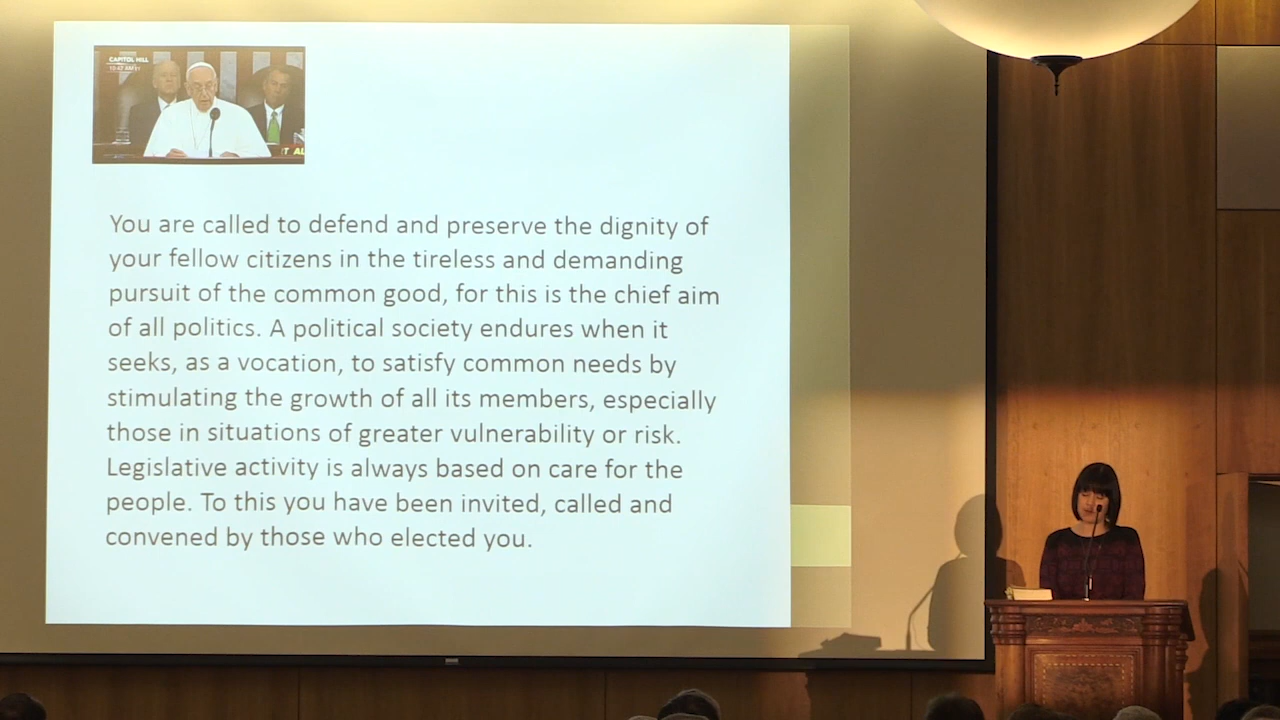 CAPITOL HILL
You are called to defend and preserve the dignity of
your fellow citizens in the tireless and demanding
pursuit of the common good, for this is the chief aim
of all politics. A political society endures when it
seeks, as a vocation, to satisfy common needs by
stimulating the growth of all its members, especially
those in situations of greater vulnerability or risk.
Legislative activity is always based on care for the
people. To this you have been invited, called and
convened by those who elected you.